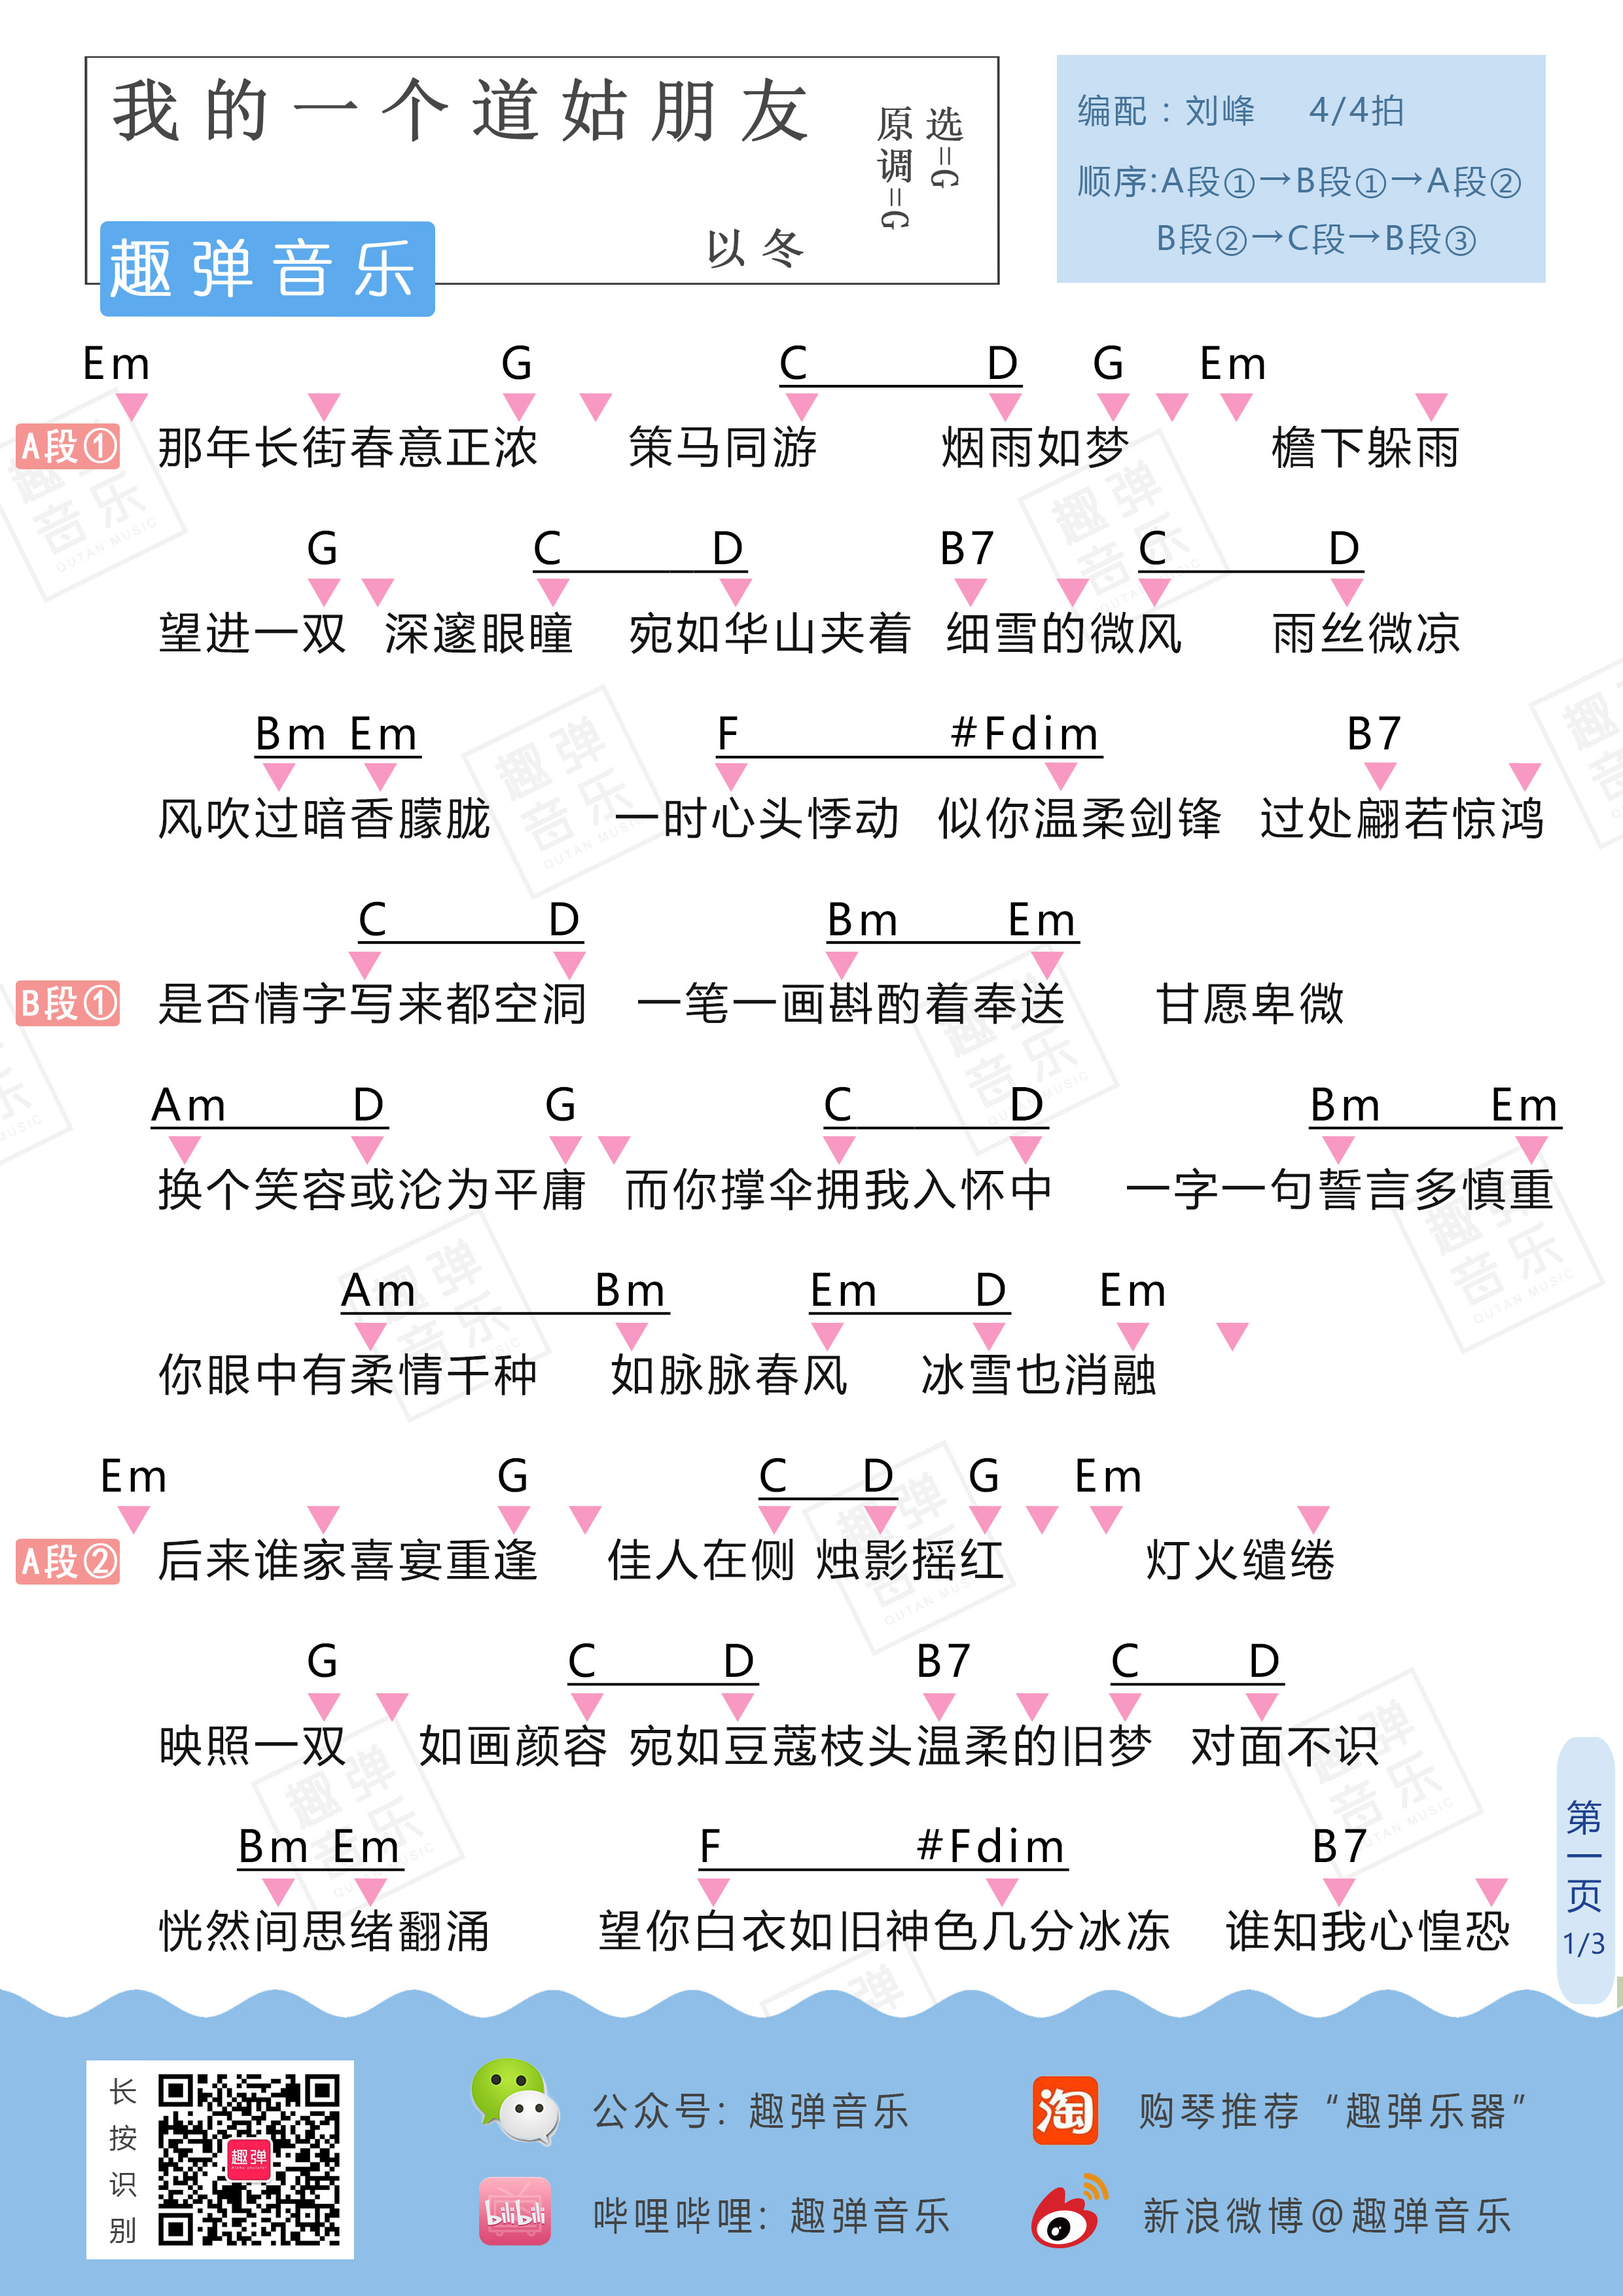 我的一个道姑朋友
原调=G
选=G
以冬
趣弹音乐
编配：刘峰 4/4拍
顺序:A段①→B段①→A段②
B段②→C段→B段③
Em G C D G Em
A段① 那年长街春意正浓 策马同游 烟雨如梦 檐下躲雨
G C D B7 C D
望进一双 深邃眼瞳 宛如华山夹着 细雪的微风 雨丝微凉
Bm Em F #Fdim B7
风吹过暗香朦胧 一时心头悸动 似你温柔剑锋 过处翩若惊鸿
C D Bm Em
B段① 是否情字写来都空洞 一笔一画斟酌着奉送 甘愿卑微
Am D G C D Bm Em
换个笑容或沦为平庸 而你撑伞拥我入怀中 一字一句誓言多慎重
Am Bm Em D Em
你眼中有柔情千种 如脉脉春风 冰雪也消融
Em G C D G Em
A段② 后来谁家喜宴重逢 佳人在侧 烛影摇红 灯火缱绻
G C D B7 C D
映照一双 如画颜容 宛如豆蔻枝头温柔的旧梦 对面不识
Bm Em F #Fdim B7
恍然间思绪翻涌 望你白衣如旧神色几分冰冻 谁知我心惶恐
第一页
1/3
长按识别
趣弹
公众号：趣弹音乐
淘
购琴推荐“趣弹乐器”
bilibili
哔哩哔哩：趣弹音乐
新浪微博@趣弹音乐
趣弹音乐
QUTAN MUSIC